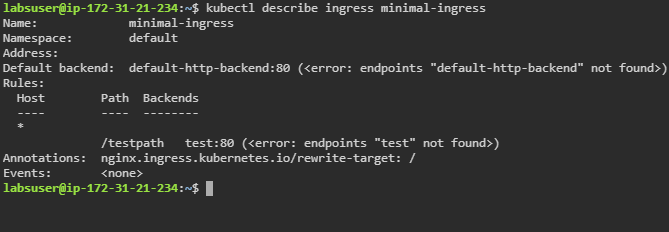 labsuser@ip-172-31-21-234:~$ kubectl describe ingress minimal-ingress
Name:             minimal-ingress
Namespace:        default
Address:
Default backend:  default-http-backend:80 (<error: endpoints "default-http-backend" not found>)
Rules:
  Host        Path  Backends
  ----        ----  --------
  *
              /testpath   test:80 (<error: endpoints "test" not found>)
Annotations:  nginx.ingress.kubernetes.io/rewrite-target: /
Events:       <none>
labsuser@ip-172-31-21-234:~$